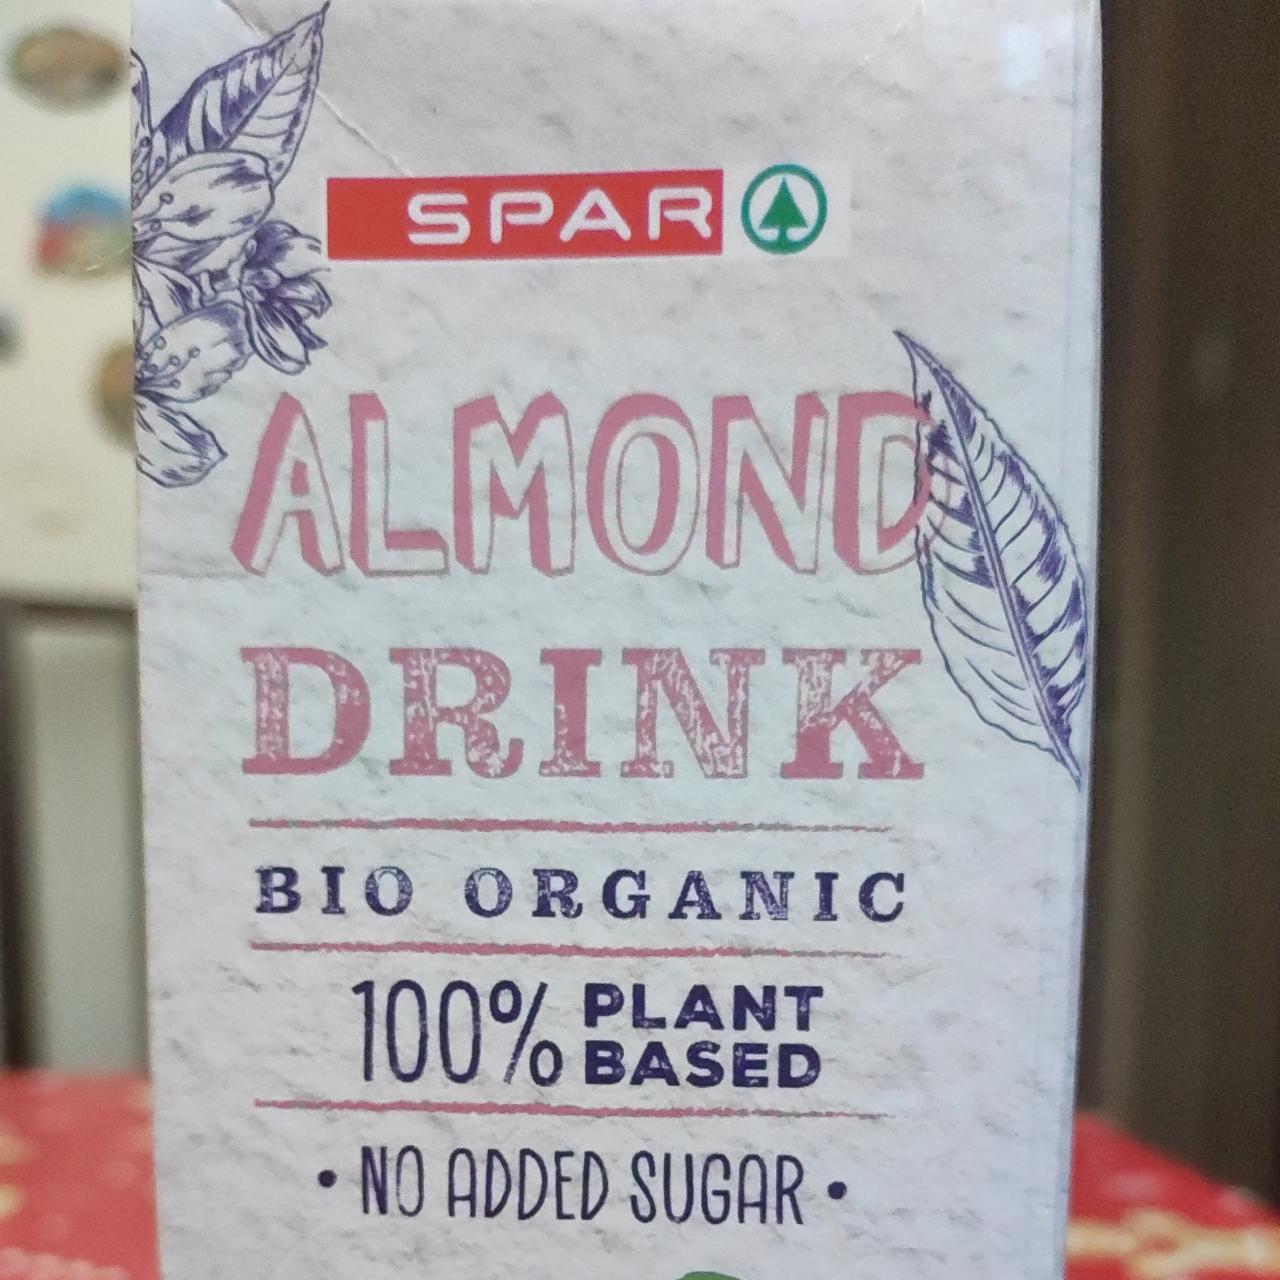 SPAR
ALMOND
DRINK
BIO ORGANIC
100% PLANT
BASED
• NO ADDED SUGAR •